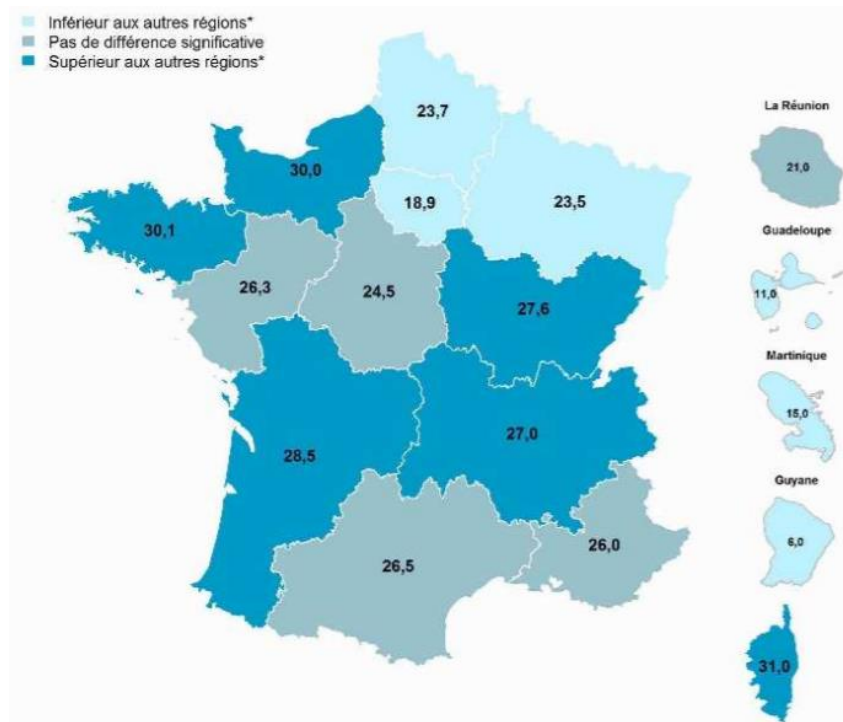 Inférieur aux autres régions*
Pas de différence significative
Supérieur aux autres régions*
23,7
30,0
18,9
23,5
30,1
26,3
24,5
27,6
28,5
27,0
26,5
26,0
La Réunion
21,0
Guadeloupe
11,0
Martinique
15,0
Guyane
6,0
31,0